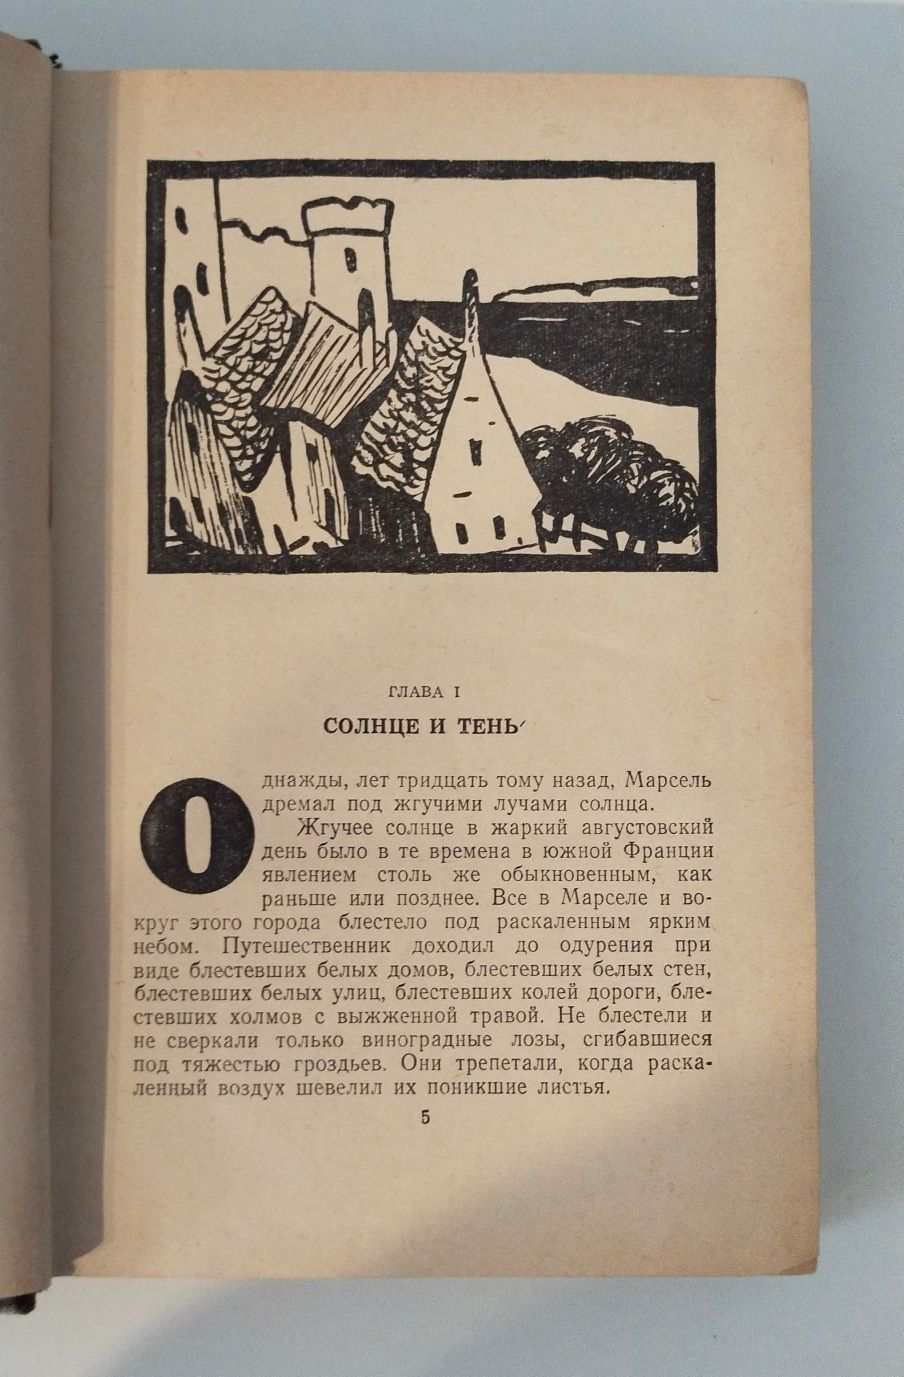 ГЛАВА I
СОЛНЦЕ И ТЕНЬ
Однажды, лет тридцать тому назад, Марсель
дремал под жгучими лучами солнца.
Жгучее солнце в жаркий августовский
день было в те времена в южной Франции
явлением столь же обыкновенным, как
раньше или позднее. Все в Марселе и во-
круг этого города блестело под раскаленным ярким
небом. Путешественник доходил до одурения при
виде блестевших белых домов, блестевших белых стен,
блестевших белых улиц, блестевших колей дороги, бле-
стевших холмов с выжженной травой. Не блестели и
не сверкали только виноградные лозы, сгибавшиеся
под тяжестью гроздьев. Они трепетали, когда раска-
ленный воздух шевелил их поникшие листья.
5